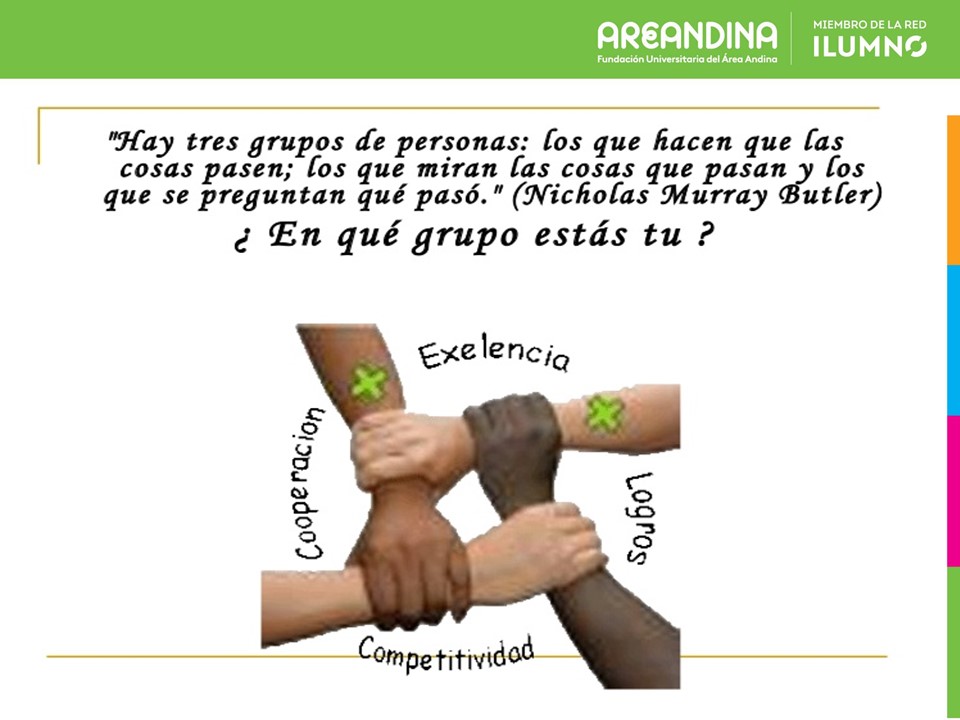 AREANDINA
Fundación Universitaria del Área Andina
MIEMBRO DE LA RED
ILUMNO
"Hay tres grupos de personas: los que hacen que las
cosas pasen; los que miran las cosas que pasan y los
que se preguntan qué pasó." (Nicholas Murray Butler)
¿ En qué grupo estás tu ?
Exelencia
Cooperacion
Logros
Competitividad